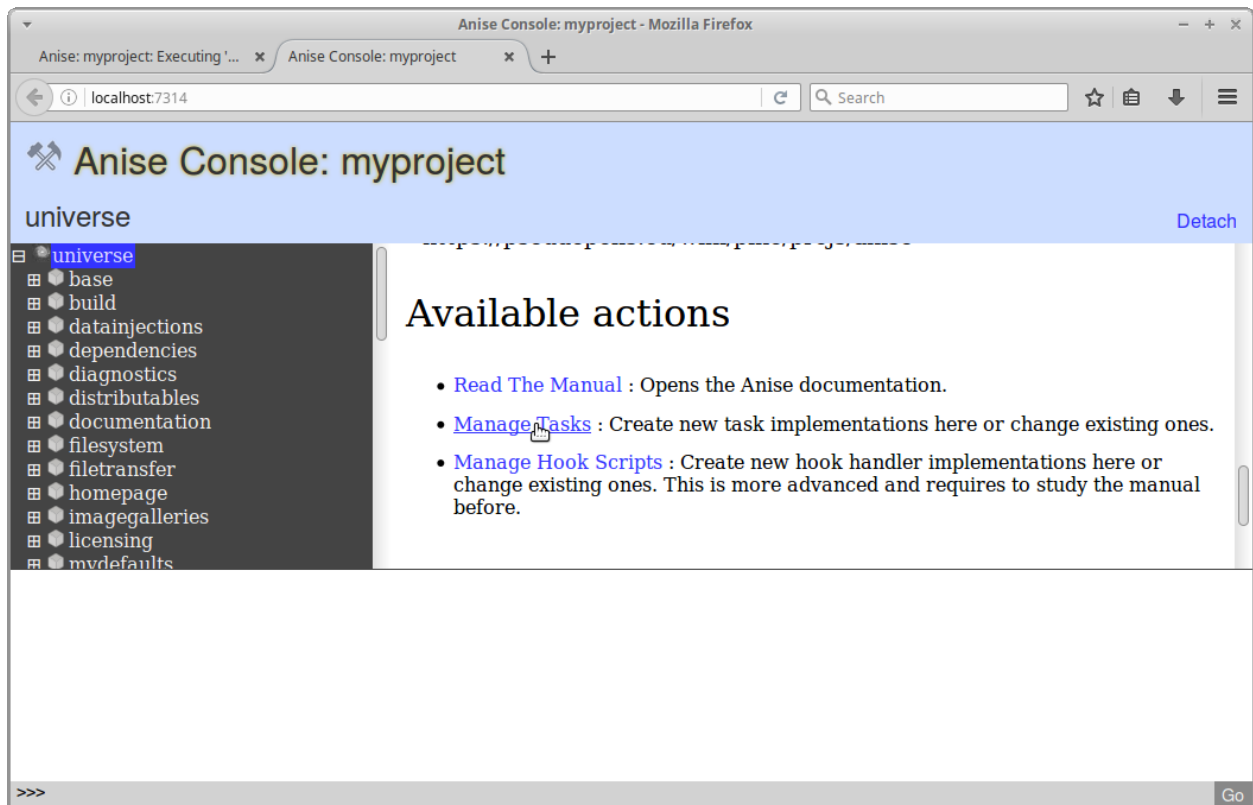 Anise Console: myproject - Mozilla Firefox
Anise: myproject: Executing '...
Anise Console: myproject
localhost:7314
Search
Anise Console: myproject
universe
Detach
universe
base
build
datainjections
dependencies
diagnostics
distributables
documentation
filesystem
filetransfer
homepage
imagegalleries
licensing
mydefaults
Available actions
Read The Manual : Opens the Anise documentation.
Manage Tasks : Create new task implementations here or change existing ones.
Manage Hook Scripts : Create new hook handler implementations here or
change existing ones. This is more advanced and requires to study the manual
before.
>>>
Go